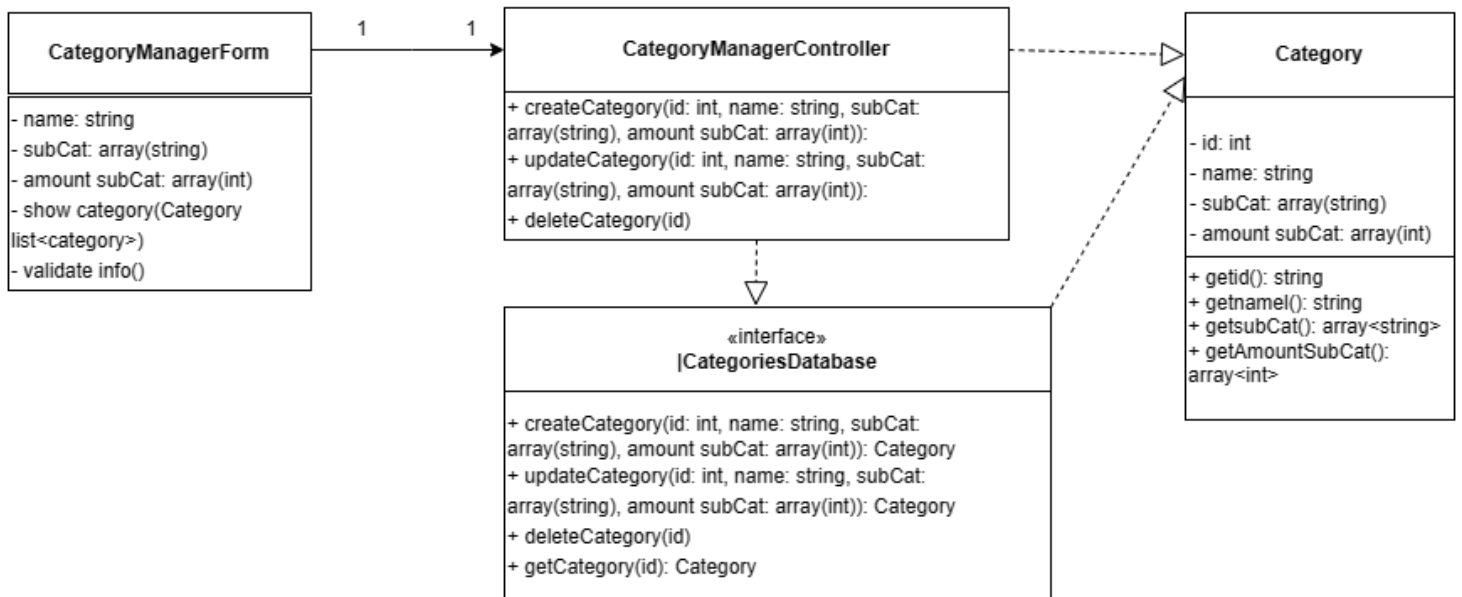 CategoryManagerForm
- name: string
- subCat: array(string)
- amount subCat: array(int)
- show category(Category
list<category>)
- validate info()
1
1
CategoryManagerController
+ createCategory(id: int, name: string, subCat:
array(string), amount subCat: array(int)):
+ updateCategory(id: int, name: string, subCat:
array(string), amount subCat: array(int)):
+ deleteCategory(id)
«interface»
|CategoriesDatabase
+ createCategory(id: int, name: string, subCat:
array(string), amount subCat: array(int)): Category
+ updateCategory(id: int, name: string, subCat:
array(string), amount subCat: array(int)): Category
+ deleteCategory(id)
+ getCategory(id): Category
Category
- id: int
- name: string
- subCat: array(string)
- amount subCat: array(int)
+ getid(): string
+ getnamel(): string
+ getsubCat(): array<string>
+ getAmountSubCat():
array<int>